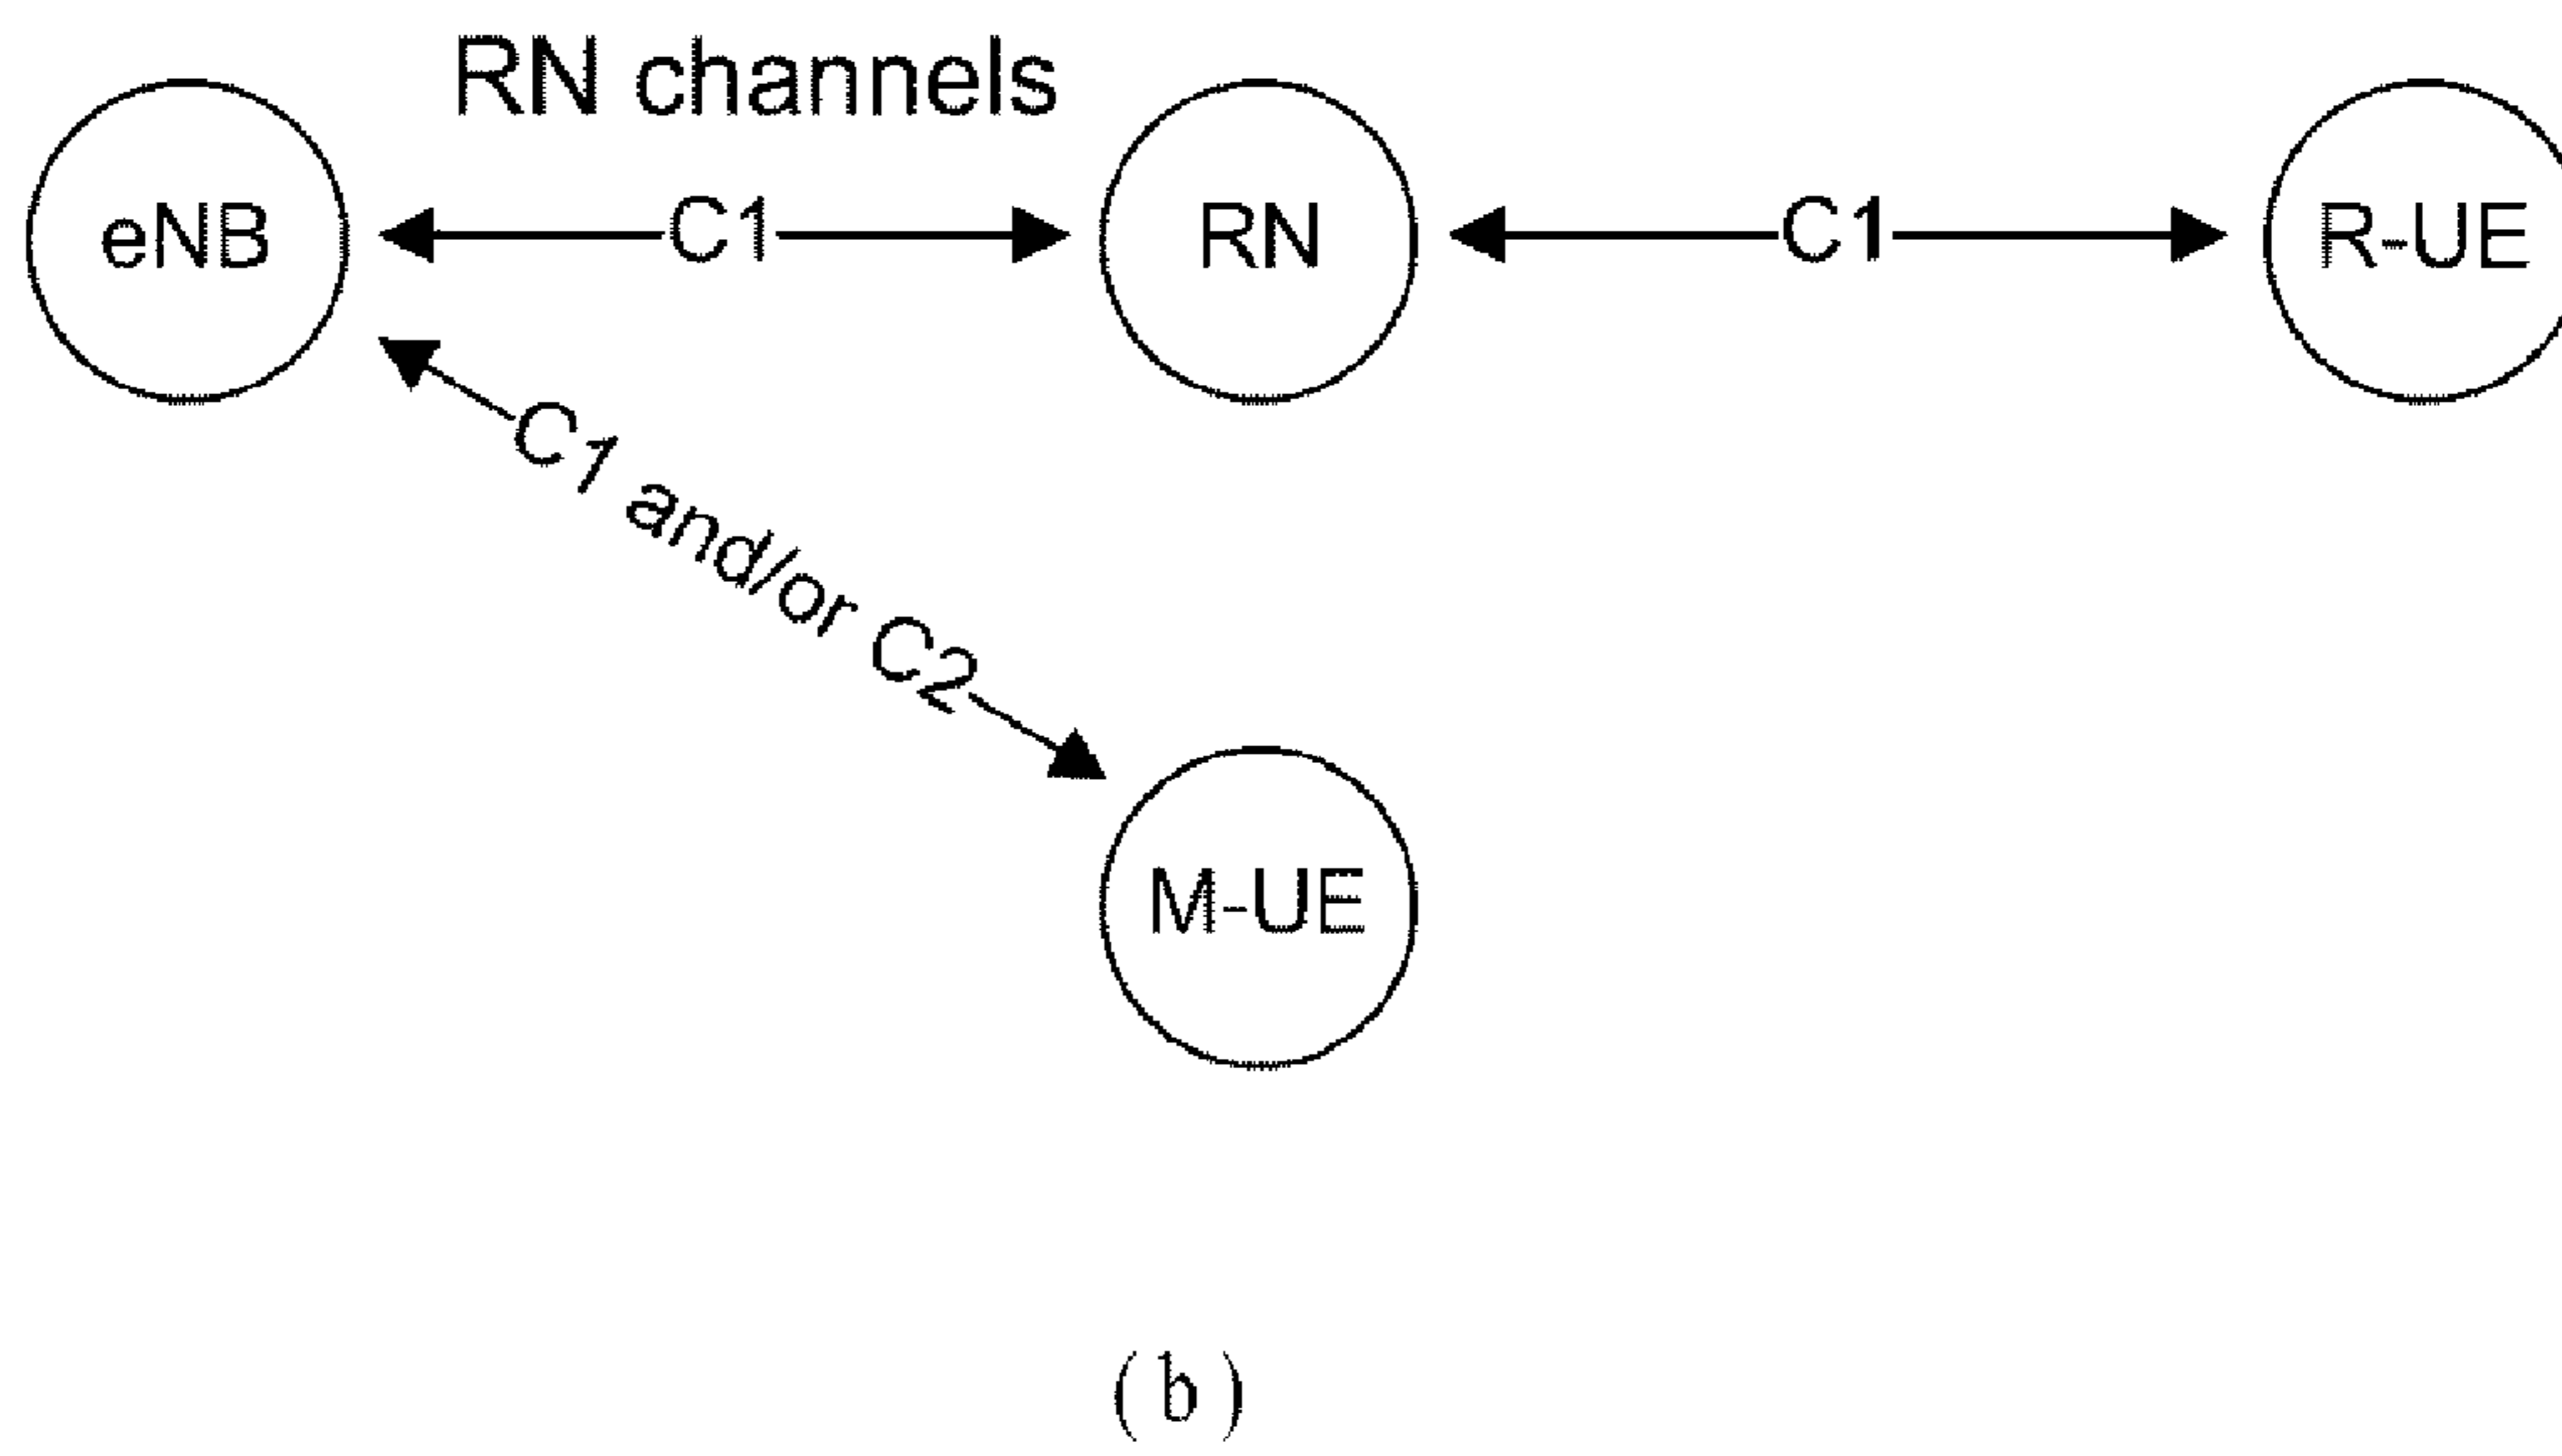 RN channels
eNB
C1
RN
C1
R-UE
C1 and/or C2
M-UE
(b)